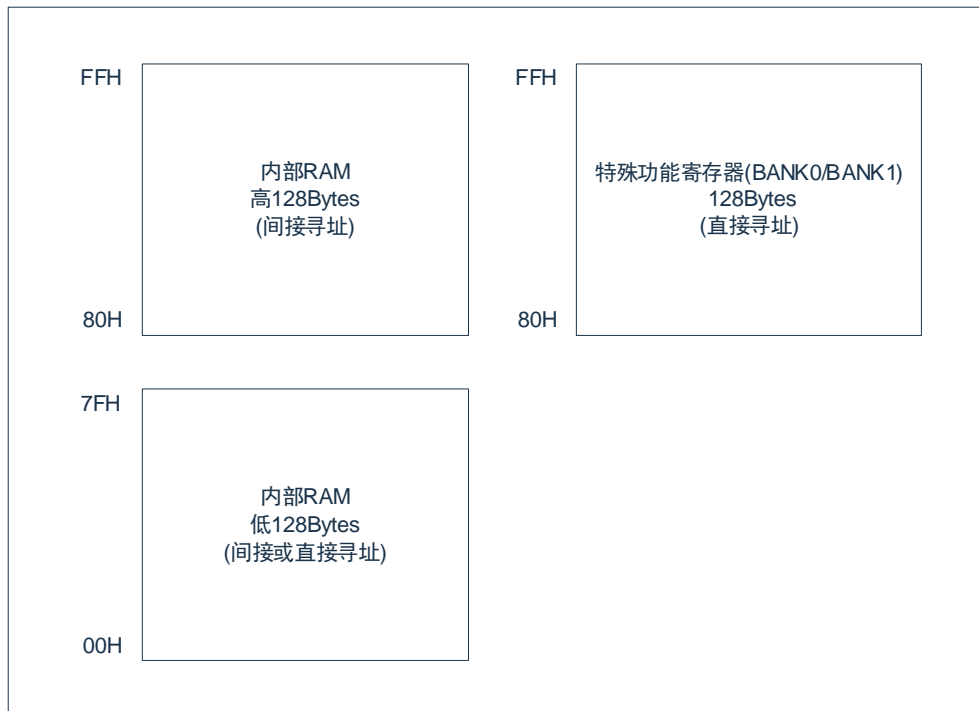 FFH
内部RAM
高128Bytes
(间接寻址)
80H
FFH
特殊功能寄存器(BANK0/BANK1)
128Bytes
(直接寻址)
80H
7FH
内部RAM
低128Bytes
(间接或直接寻址)
00H